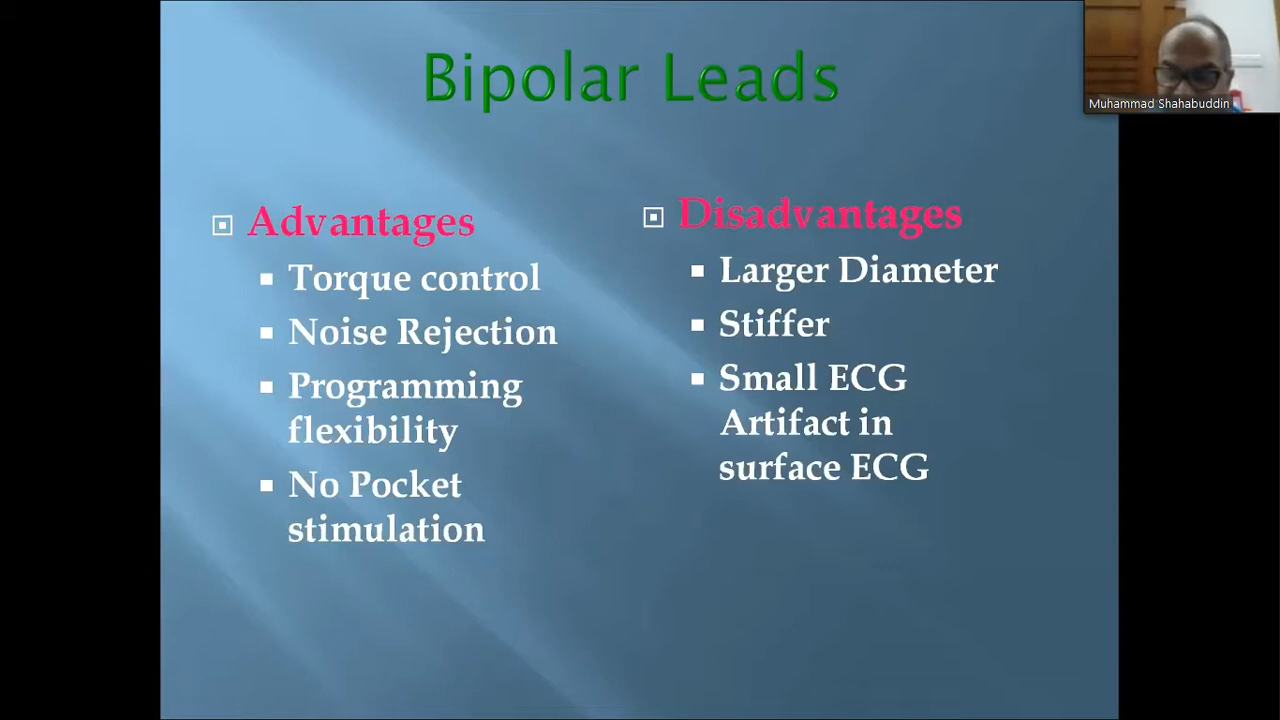 Bipolar Leads
Muhammad Shahabuddin
Advantages
Torque control
Noise Rejection
Programming
flexibility
No Pocket
stimulation
Disadvantages
Larger Diameter
Stiffer
Small ECG
Artifact in
surface ECG